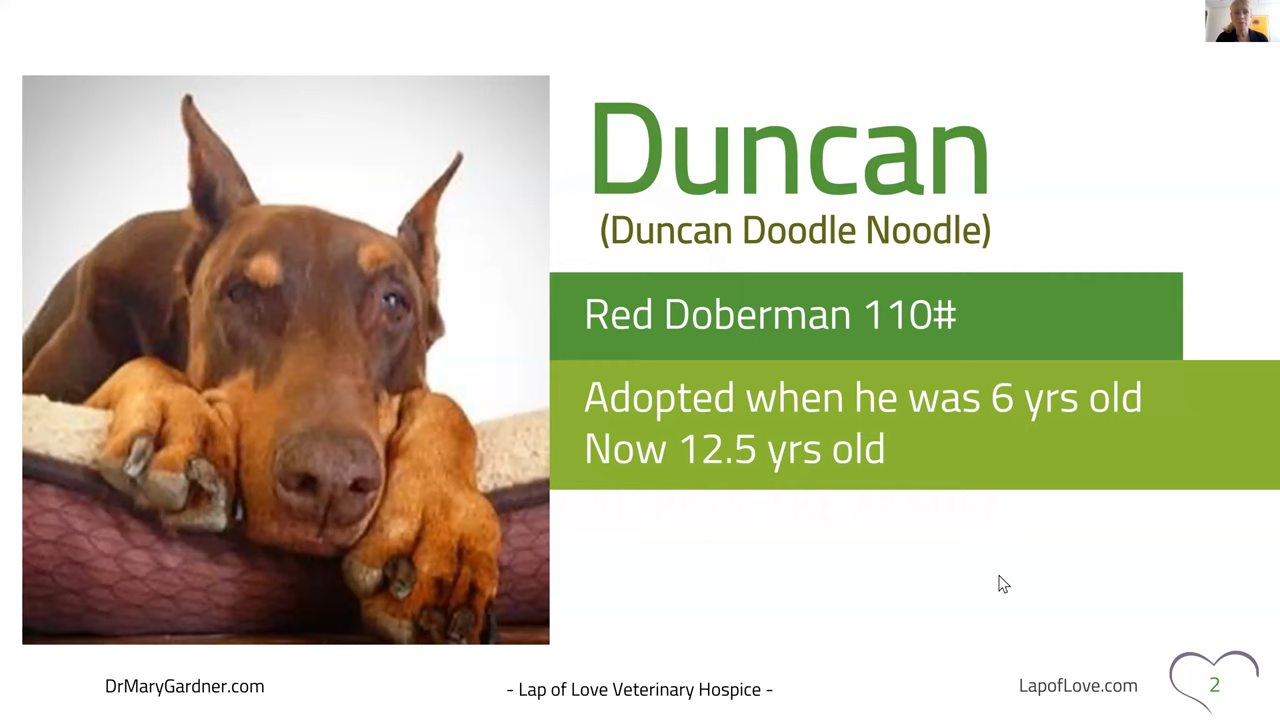 Duncan
(Duncan Doodle Noodle)
Red Doberman 110#
Adopted when he was 6 yrs old
Now 12.5 yrs old
DrMaryGardner.com
- Lap of Love Veterinary Hospice -
LapofLove.com
2